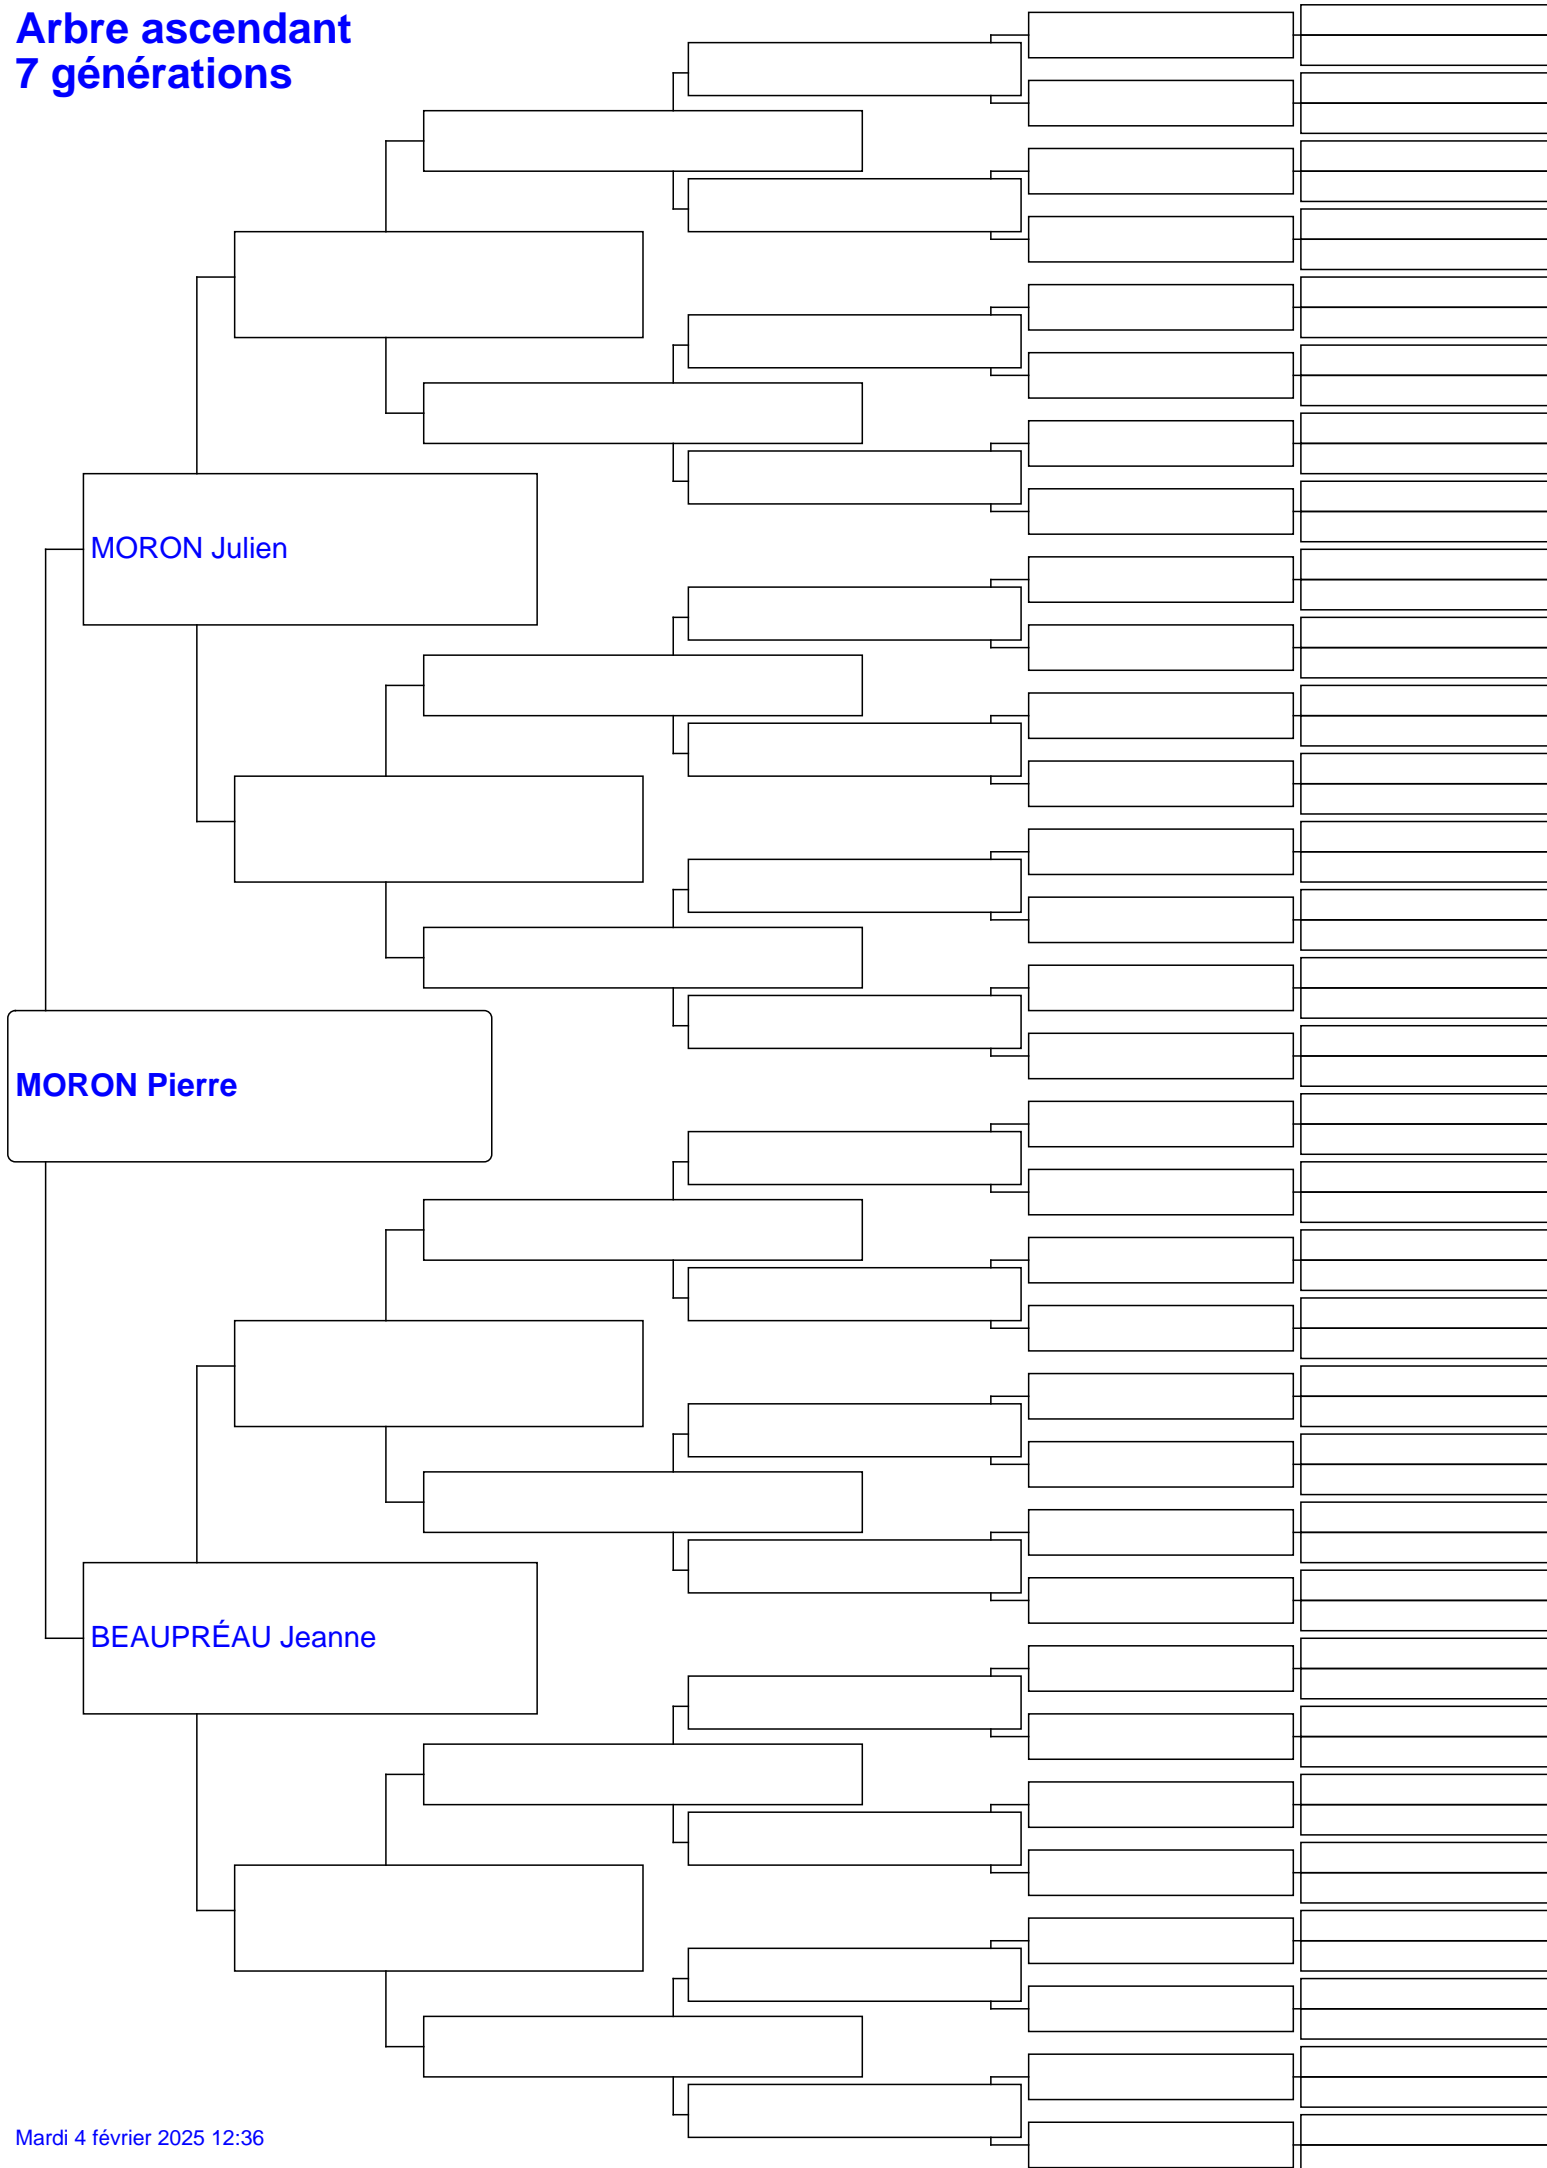 Arbre ascendant
7 générations
MORON Julien
MORON Pierre
BEAUPRÉAU Jeanne
Mardi 4 février 2025 12:36